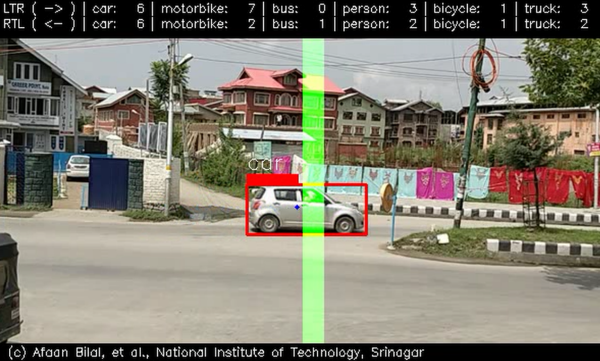 LTR ( -> ) | car: 6 | motorbike: 7 | bus: 0 | person: 3 | bicycle: 1 | truck: 3
RTL ( <- ) | car: 6 | motorbike: 2 | bus: 1 | person: 2 | bicycle: 1 | truck: 2
car
(c) Afaan Bilal, et al., National Institute of Technology, Srinagar